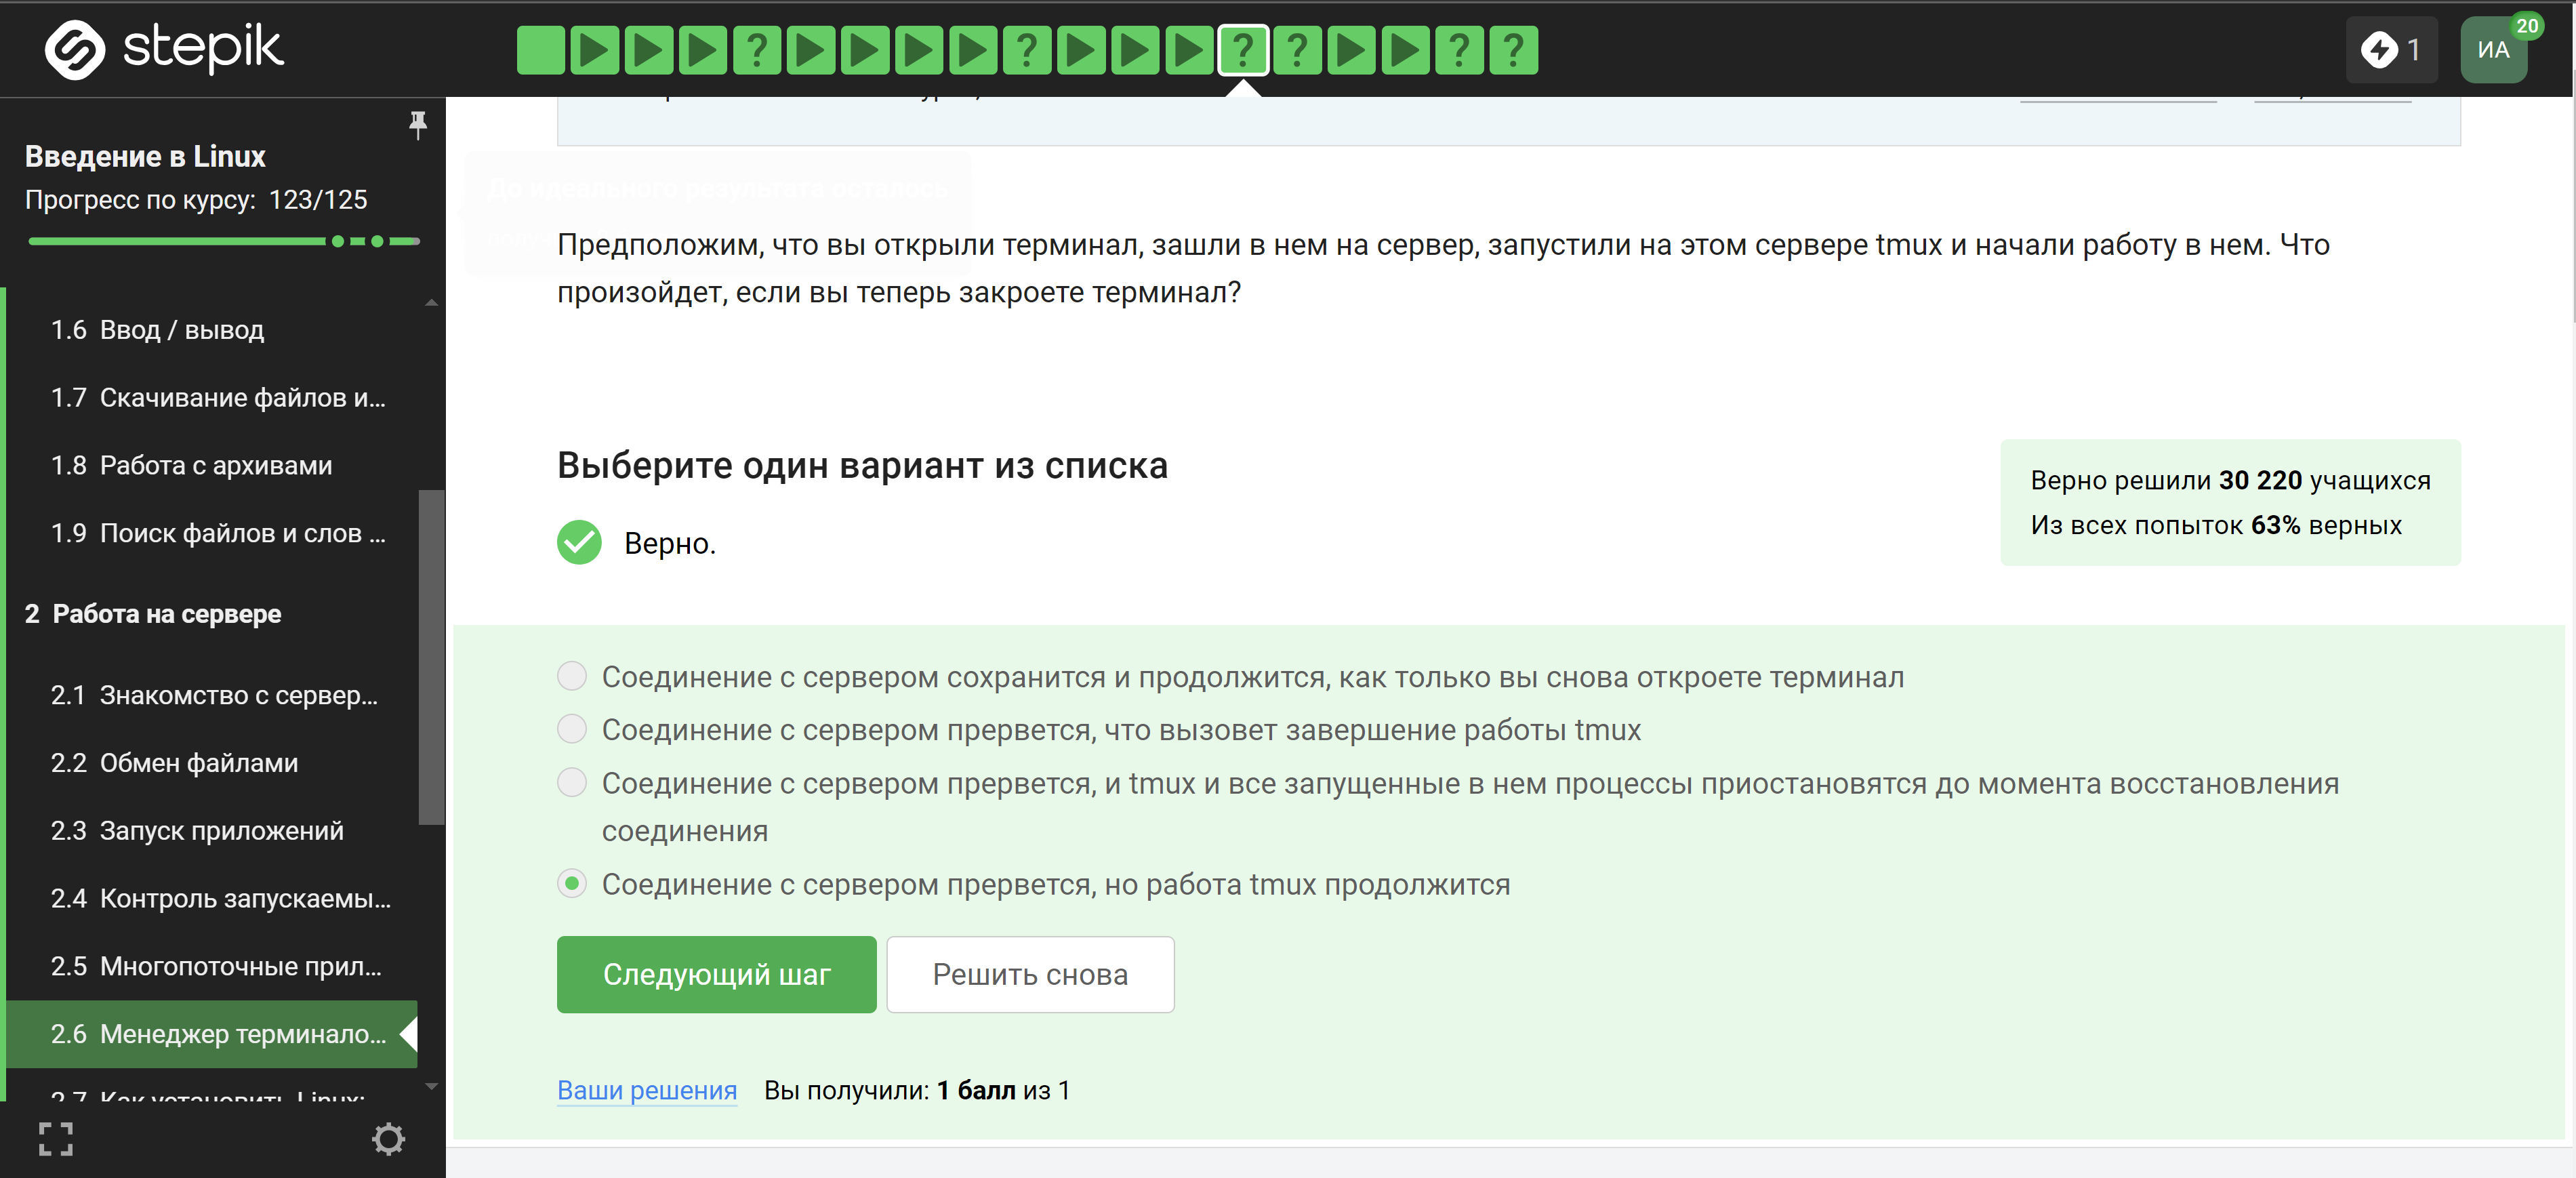 stepik
? ? ? ? ? ?
1
ИА
20
Введение в Linux
Прогресс по курсу: 123/125
1.6 Ввод / вывод
1.7 Скачивание файлов и...
1.8 Работа с архивами
1.9 Поиск файлов и слов ...
2 Работа на сервере
2.1 Знакомство с сервер...
2.2 Обмен файлами
2.3 Запуск приложений
2.4 Контроль запускаемы...
2.5 Многопоточные прил...
2.6 Менеджер терминало...
2.7 Как установить Linux:
Предположим, что вы открыли терминал, зашли в нем на сервер, запустили на этом сервере tmux и начали работу в нем. Что
произойдет, если вы теперь закроете терминал?
Выберите один вариант из списка
Верно.
Верно решили 30 220 учащихся
Из всех попыток 63% верных
Соединение с сервером сохранится и продолжится, как только вы снова откроете терминал
Соединение с сервером прервется, что вызовет завершение работы tmux
Соединение с сервером прервется, и tmux и все запущенные в нем процессы приостановятся до момента восстановления
соединения
Соединение с сервером прервется, но работа tmux продолжится
Следующий шаг
Решить снова
Ваши решения Вы получили: 1 балл из 1